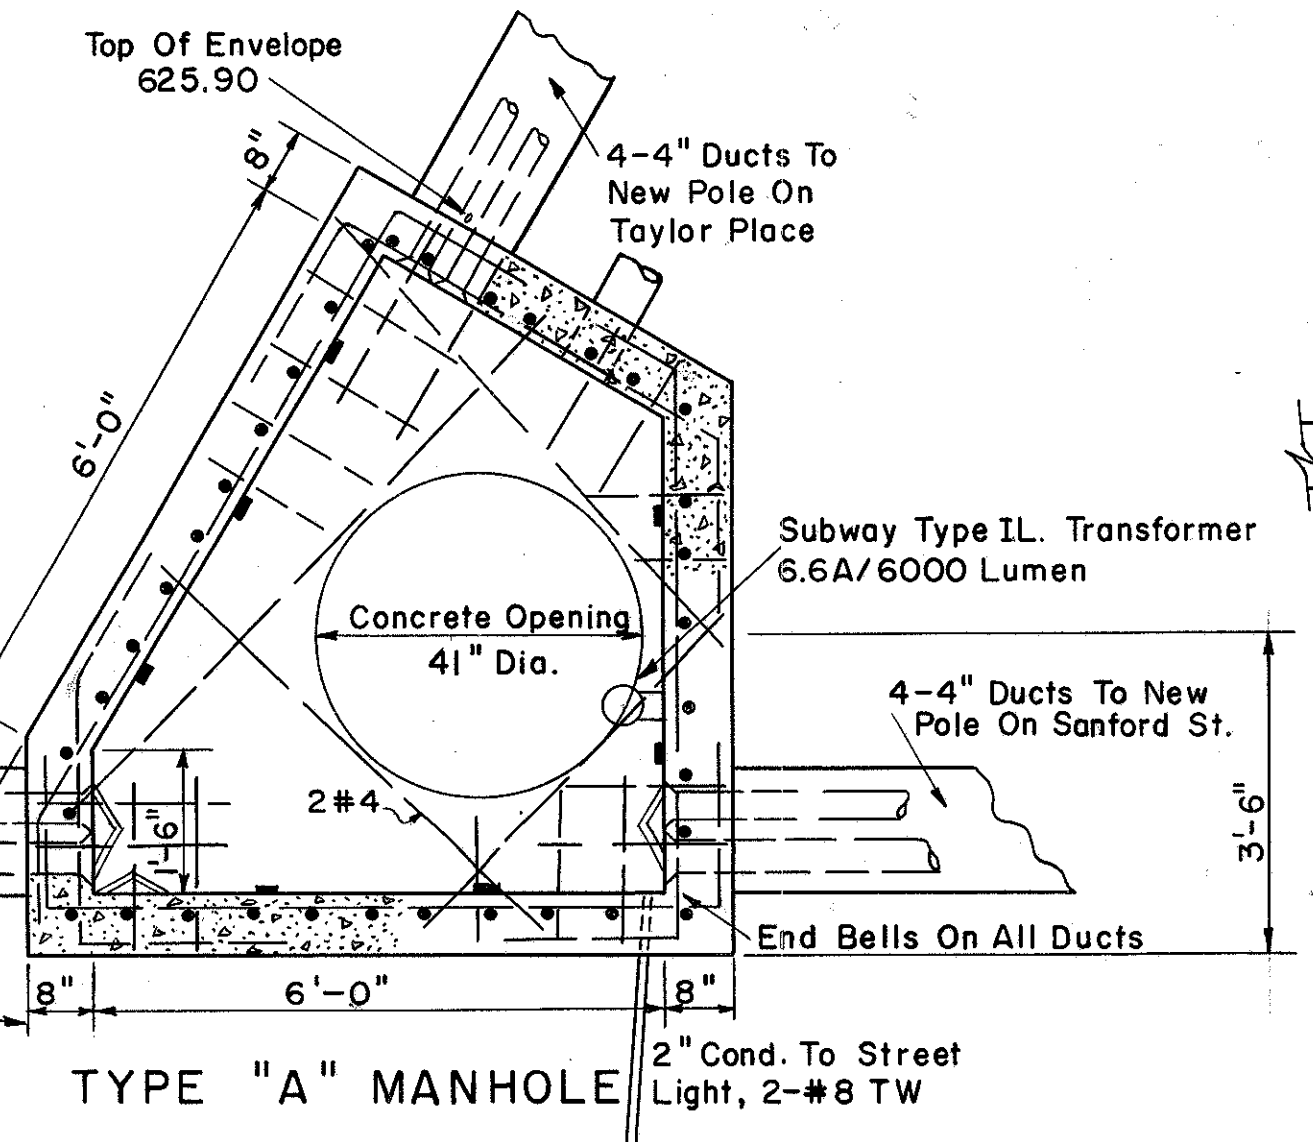 Top Of Envelope
625.90
8"
4-4" Ducts To
New Pole On
Taylor Place
6'-0"
Subway Type IL. Transformer
6.6A/6000 Lumen
Concrete Opening
41" Dia.
4-4" Ducts To New
Pole On Sanford St.
2#4
1'-6"
3'-6"
End Bells On All Ducts
8"
6'-0"
8"
2" Cond. To Street
Light, 2-#8 TW
TYPE "A" MANHOLE